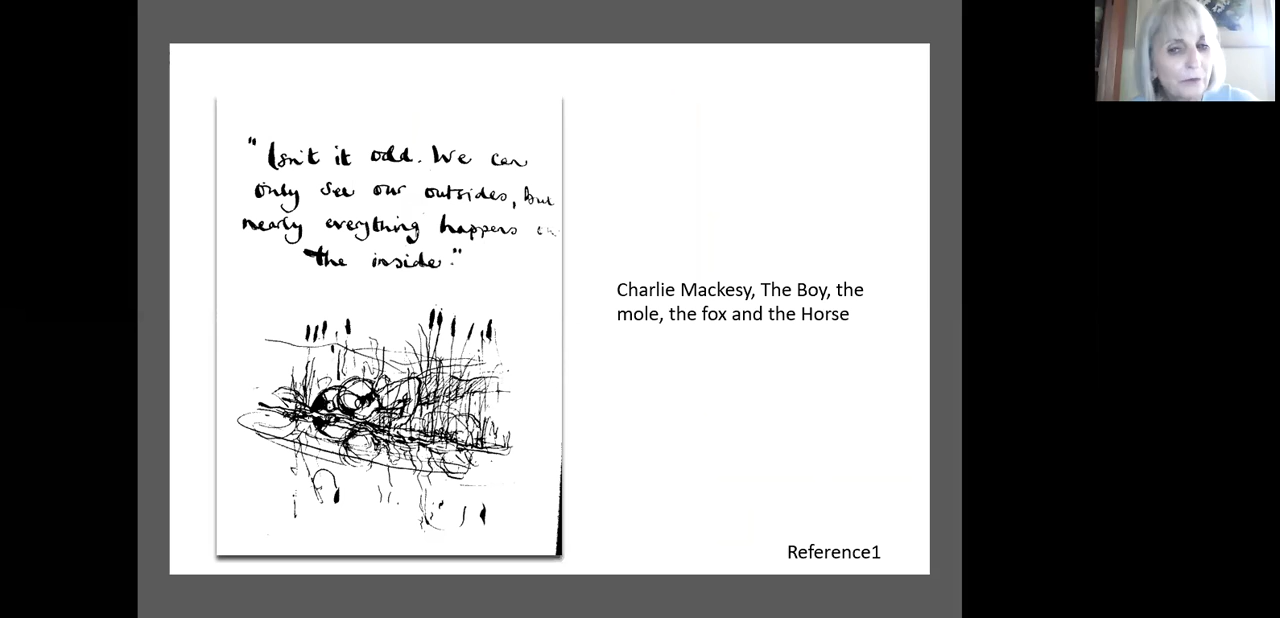 "Isn't it odd. We can
only see our outsides, but
nearly everything happens on
the inside."
Charlie Mackesy, The Boy, the
mole, the fox and the Horse
Reference1